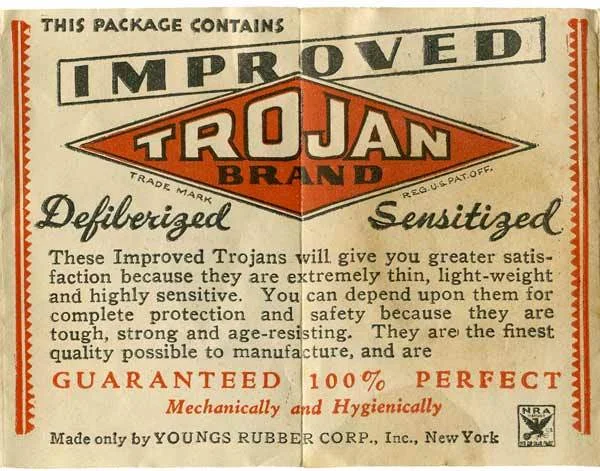 THIS PACKAGE CONTAINS
IMPROVED
TROJAN
BRAND
TRADE MARK
REG.U.S.PAT.OFF.
Defiberized
Sensitized
These Improved Trojans will give you greater satis-
faction because they are extremely thin, light-weight
and highly sensitive. You can depend upon them for
complete protection and safety because they are
tough, strong and age-resisting. They are the finest
quality possible to manufacture, and are
GUARANTEED 100% PERFECT
Mechanically and Hygienically
Made only by YOUNGS RUBBER CORP., Inc., New York
NRA